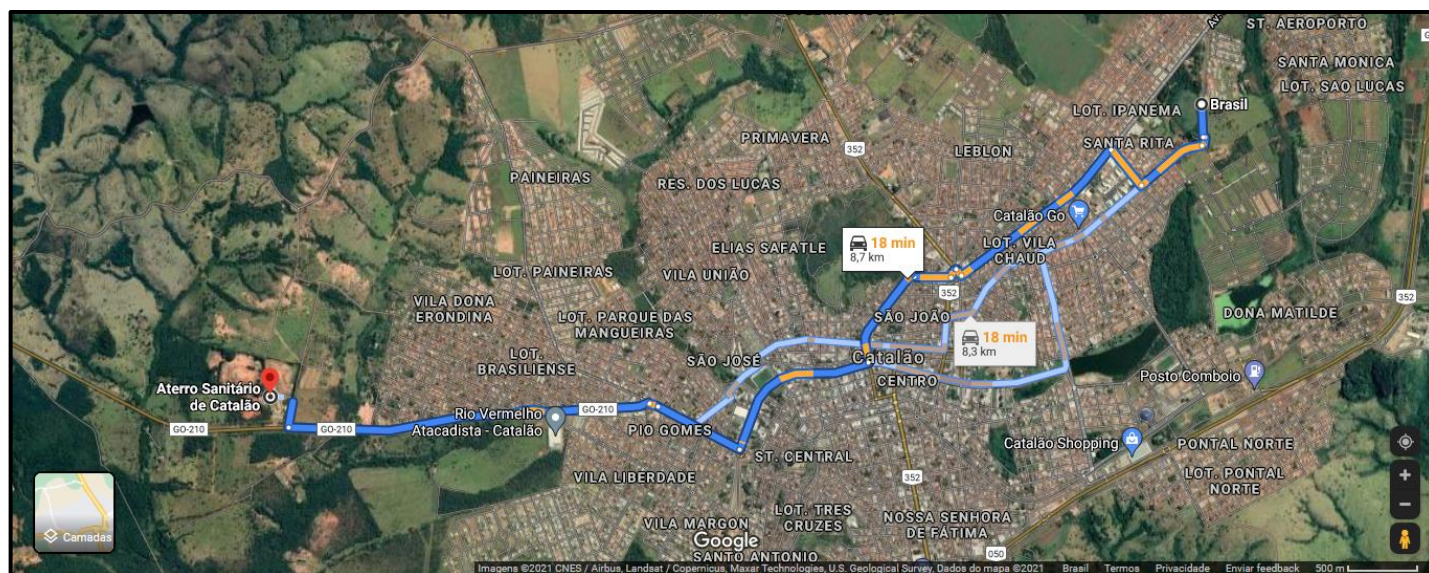 ST. AEROPORTO
SANTA MONICA
LOT. SAO LUCAS
GO
Brasil
LOT. IPANEMA
SANTA RITA
PRIMAVERA
352
LEBLON
PAINEIRAS
RES. DOS LUCAS
Catalão Go
18 min
8,7 km
ELIAS SAFATLE
LOT. VILA
CHAUD
LOT. PAINEIRAS
VILA UNIÃO
352
352
VILA DONA
ERONDINA
LOT. PARQUE DAS
MANGUEIRAS
SÃO JOÃO
DONA MATILDE
18 min
8,3 km
SÃO JOSÉ
Catalão
LOT.
BRASILIENSE
CENTRO
Posto Comboio
Aterro Sanitário
de Catalão
GO-210
GO-210
GO-210
Rio Vermelho
Atacadista - Catalão
PIO GOMES
Catalão Shopping
PONTAL NORTE
ST. CENTRAL
VILA LIBERDADE
352
LOT. PONTAL
NORTE
LOT. TRES
CRUZES
NOSSA SENHORA
DE FÁTIMA
VILA MARGON
Google
SANTO ANTONIO
050
Camadas
Imagens ©2021 CNES / Airbus, Landsat / Copernicus, Maxar Technologies, U.S. Geological Survey, Dados do mapa ©2021 Brasil Termos Privacidade Enviar feedback 500 m